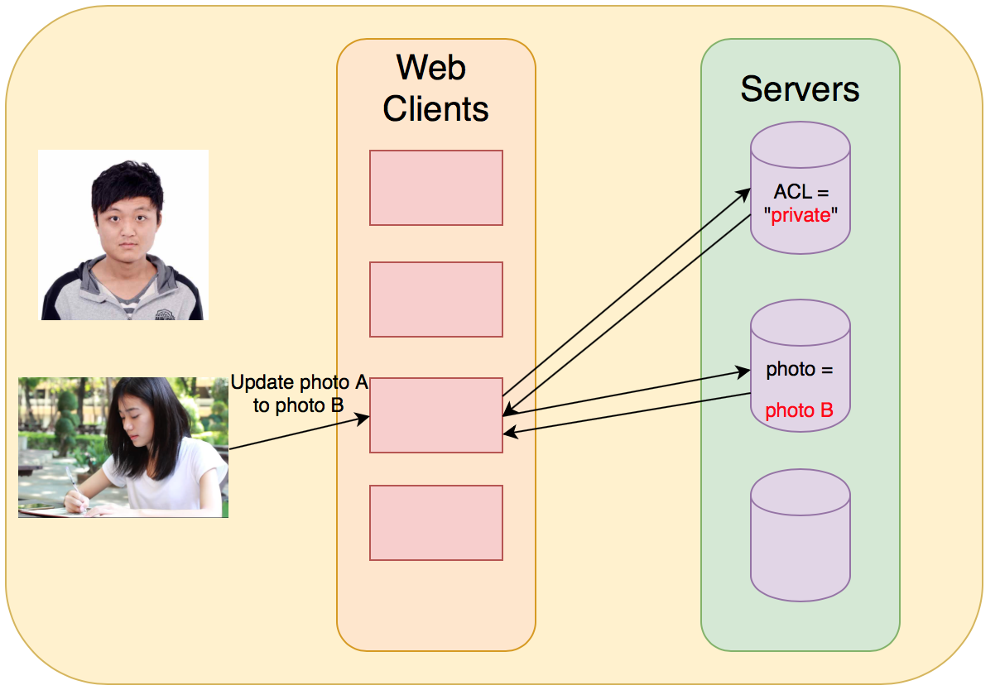 Web
Clients
Servers
ACL =
"private"
photo =
photo B
Update photo A
to photo B